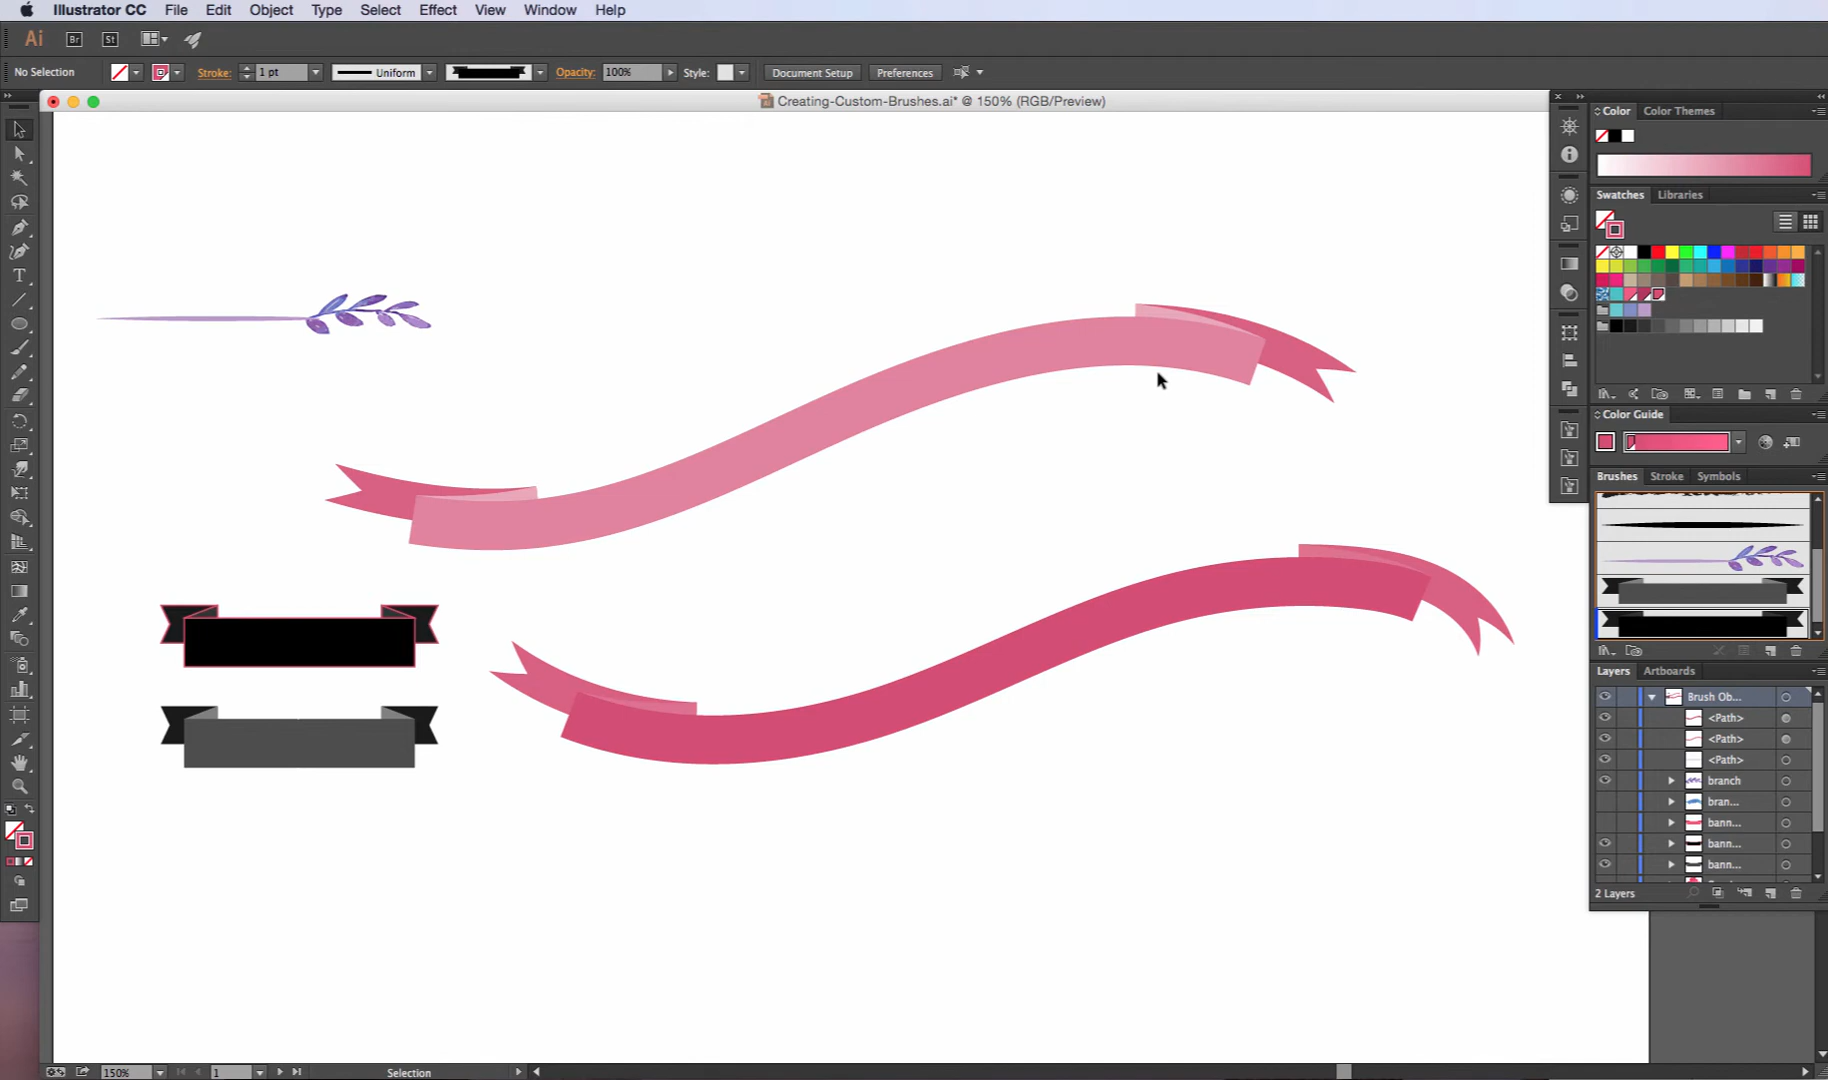 Illustrator CC File Edit Object Type Select Effect View Window Help
Ai Br St
No Selection Stroke: 1 pt Uniform Opacity: 100% Style: Document Setup Preferences
Creating-Custom-Brushes.ai* @ 150% (RGB/Preview)
Color Color Themes
Swatches Libraries
Color Guide
Brushes Stroke Symbols
Layers Artboards
Brush Ob...
<Path>
<Path>
<Path>
branch
bran...
bann...
bann...
bann...
2 Layers
T
150% 1 Selection